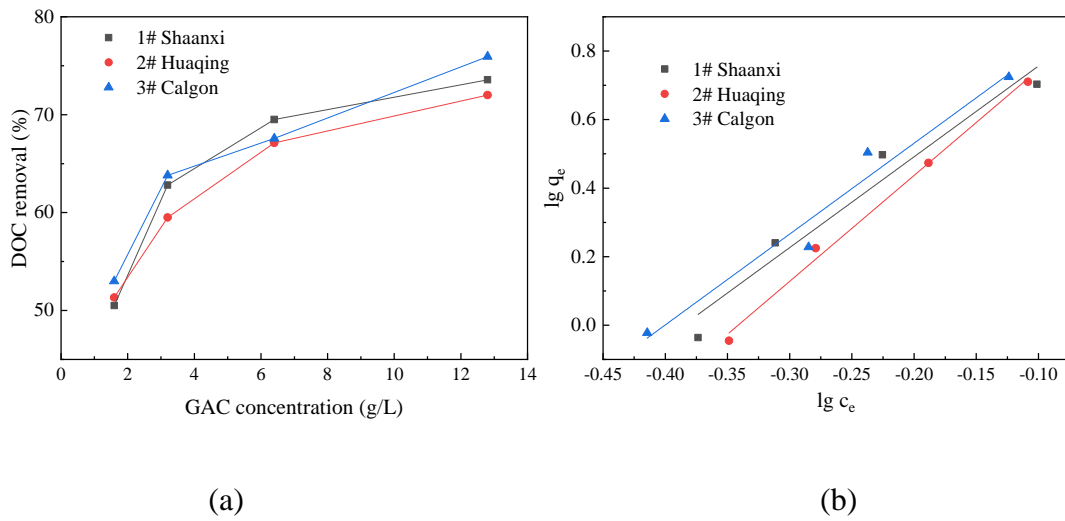 80
70
60
50
DOC removal (%)
1# Shaanxi
2# Huaqing
3# Calgon
0 2 4 6 8 10 12 14
GAC concentration (g/L)
(a)
0.8
0.6
0.4
0.2
0.0
lg qe
1# Shaanxi
2# Huaqing
3# Calgon
-0.45 -0.40 -0.35 -0.30 -0.25 -0.20 -0.15 -0.10
lg ce
(b)